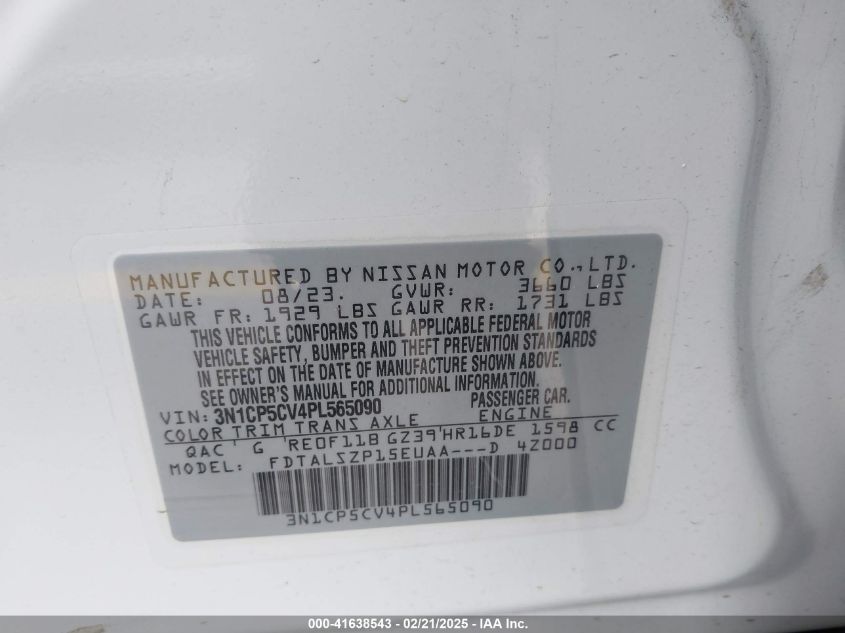 MANUFACTURED BY NISSAN MOTOR CO.,LTD.
DATE: 08/23. GVWR: 3660 LBS
GAWR FR: 1929 LBS GAWR RR: 1731 LBS
THIS VEHICLE CONFORMS TO ALL APPLICABLE FEDERAL MOTOR
VEHICLE SAFETY, BUMPER AND THEFT PREVENTION STANDARDS
IN EFFECT ON THE DATE OF MANUFACTURE SHOWN ABOVE.
SEE OWNER'S MANUAL FOR ADDITIONAL INFORMATION.
VIN: 3N1CP5CV4PL565090 PASSENGER CAR.
COLOR TRIM TRANS AXLE ENGINE
QAC G RE0F11B GZ39 HR16DE 1598 CC
MODEL: FDTALSZP15EUAA---D 4Z000
3N1CP5CV4PL565090
000-41638543 / 02/21/2025 - IAA Inc.